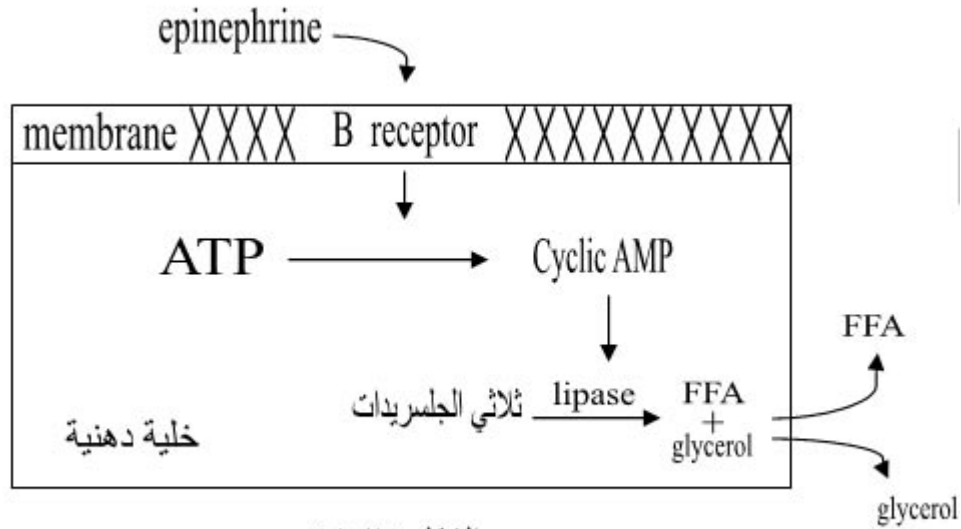 epinephrine
membrane B receptor
ATP Cyclic AMP
FFA
ثلاثي الجلسريدات lipase FFA
+
glycerol
خلية دهنية
glycerol